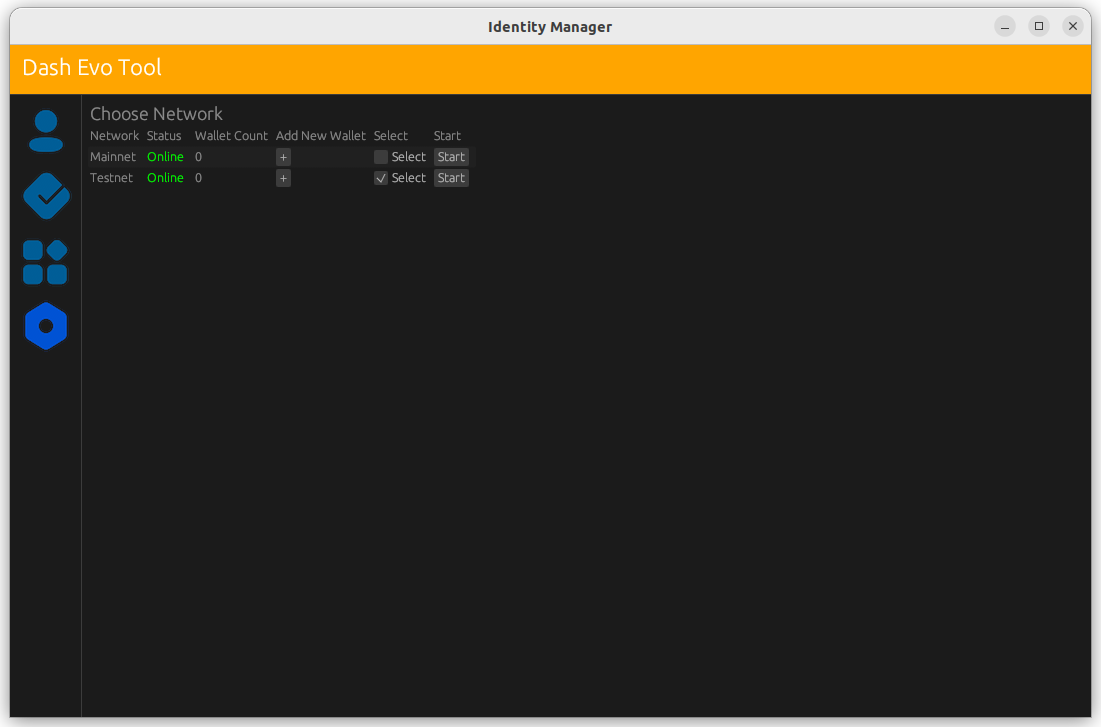 Identity Manager
Dash Evo Tool
Choose Network
Network Status Wallet Count Add New Wallet Select Start
Mainnet Online 0 + Select Start
Testnet Online 0 + Select Start